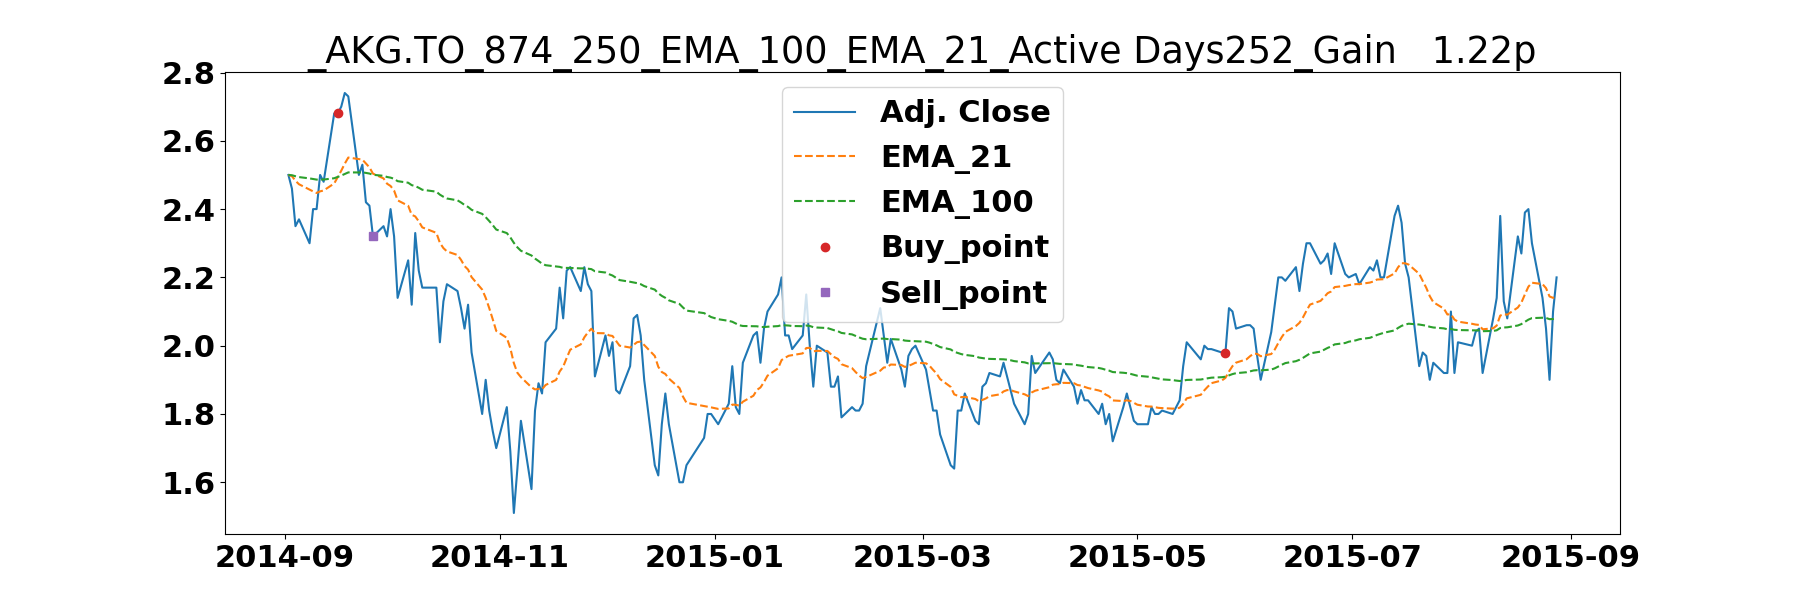 _AKG.TO_874_250_EMA_100_EMA_21_Active Days252_Gain   1.22p
2.8
2.6
2.4
2.2
2.0
1.8
1.6
Adj. Close
EMA_21
EMA_100
Buy_point
Sell_point
2014-09 2014-11 2015-01 2015-03 2015-05 2015-07 2015-09